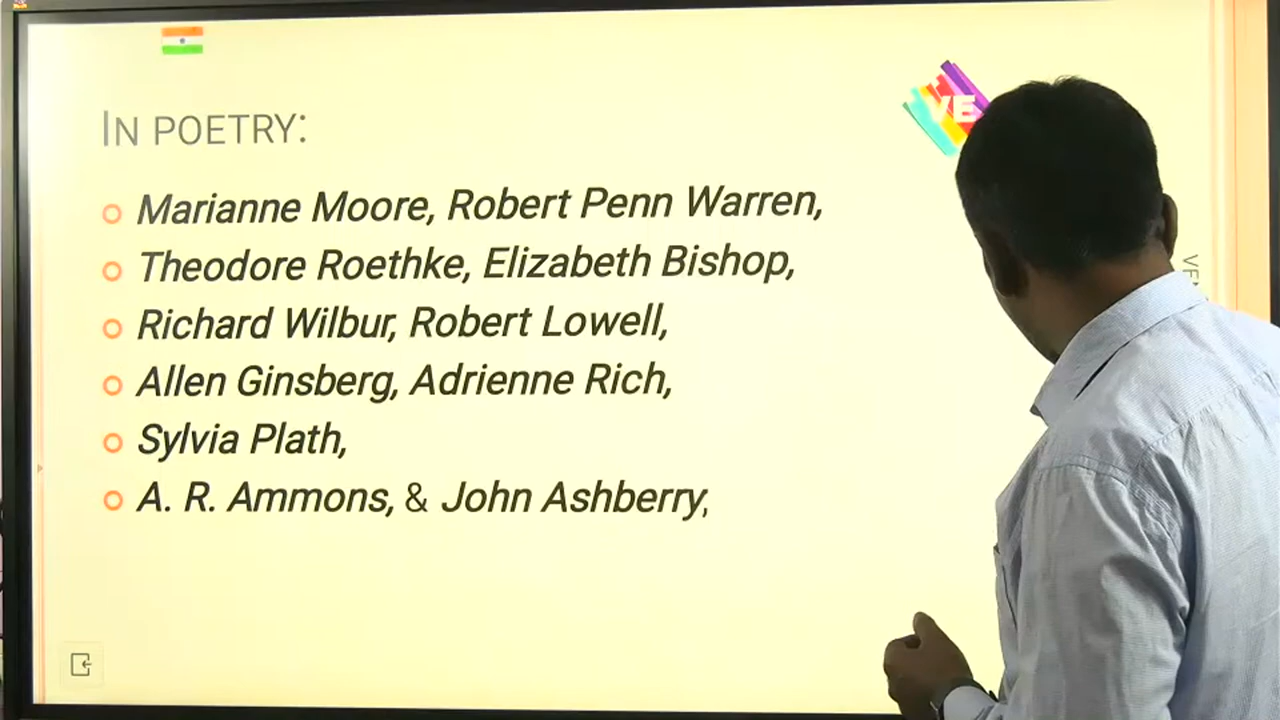 YE
IN POETRY:
Marianne Moore, Robert Penn Warren,
Theodore Roethke, Elizabeth Bishop,
Richard Wilbur, Robert Lowell,
Allen Ginsberg, Adrienne Rich,
Sylvia Plath,
A. R. Ammons, & John Ashberry,